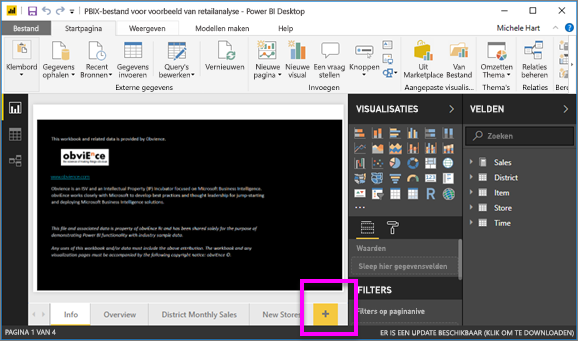 PBIX-bestand voor voorbeeld van retailanalyse - Power BI Desktop
Bestand Startpagina Weergeven Modellen maken Help Michele Hart
Klembord
Gegevens ophalen
Recent Bronnen
Gegevens invoeren
Query's bewerken
Vernieuwen
Nieuwe pagina
Nieuwe visual
Een vraag stellen
Knoppen
Uit Marketplace
Van Bestand
Omzetten Thema's
Relaties beheren
Externe gegevens
Invoegen
Aangepaste visuali...
Thema's
Relaties
This workbook and related data is provided by Obvience.
obviEnce
www.obvience.com
Obvience is an ISV and an Intellectual Property (IP) Incubator focused on Microsoft Business Intelligence.
obviEnce works closely with Microsoft to develop best practices and thought leadership for jump-starting
and deploying Microsoft Business Intelligence solutions.
This file and associated data is property of obviEnce llc and has been shared solely for the purpose of
demonstrating Power BI functionality with industry sample data.
Any uses of this workbook and/or data must include the above attribution. The workbook and any
visualization pages must be accompanied by the following copyright notice: obviEnce ©.
VISUALISATIES
R
Waarden
Sleep hier gegevensvelden
FILTERS
Filters op paginanive
VELDEN
Zoeken
Sales
District
Item
Store
Time
Info Overview District Monthly Sales New Stores +
PAGINA 1 VAN 4
ER IS EEN UPDATE BESCHIKBAAR (KLIK OM TE DOWNLOADEN)